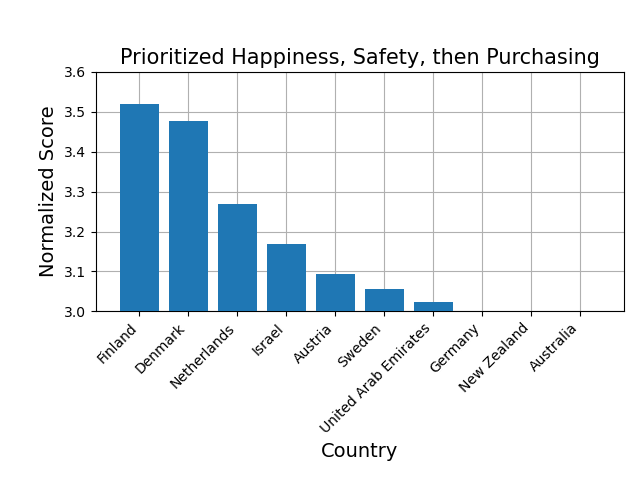 Prioritized Happiness, Safety, then Purchasing
3.6
3.5
3.4
3.3
3.2
3.1
3.0
Normalized Score
Finland
Denmark
Netherlands
Israel
Austria
Sweden
United Arab Emirates
Germany
New Zealand
Australia
Country